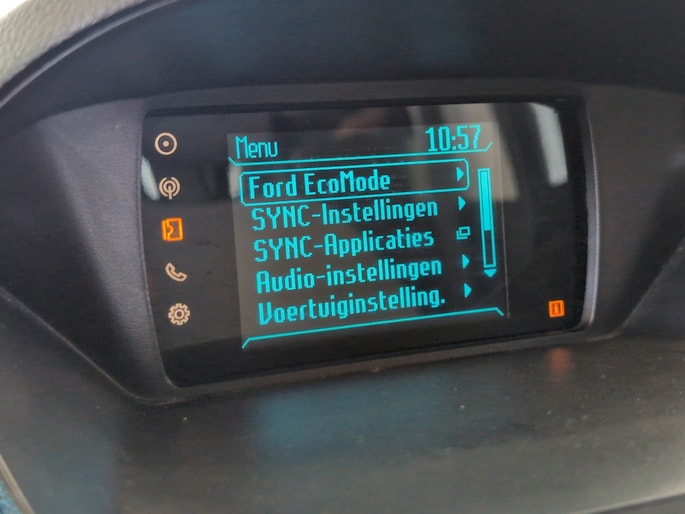 Menu 10:57
Ford EcoMode
SYNC-Instellingen
SYNC-Applicaties
Audio-instellingen
Voertuiginstelling.